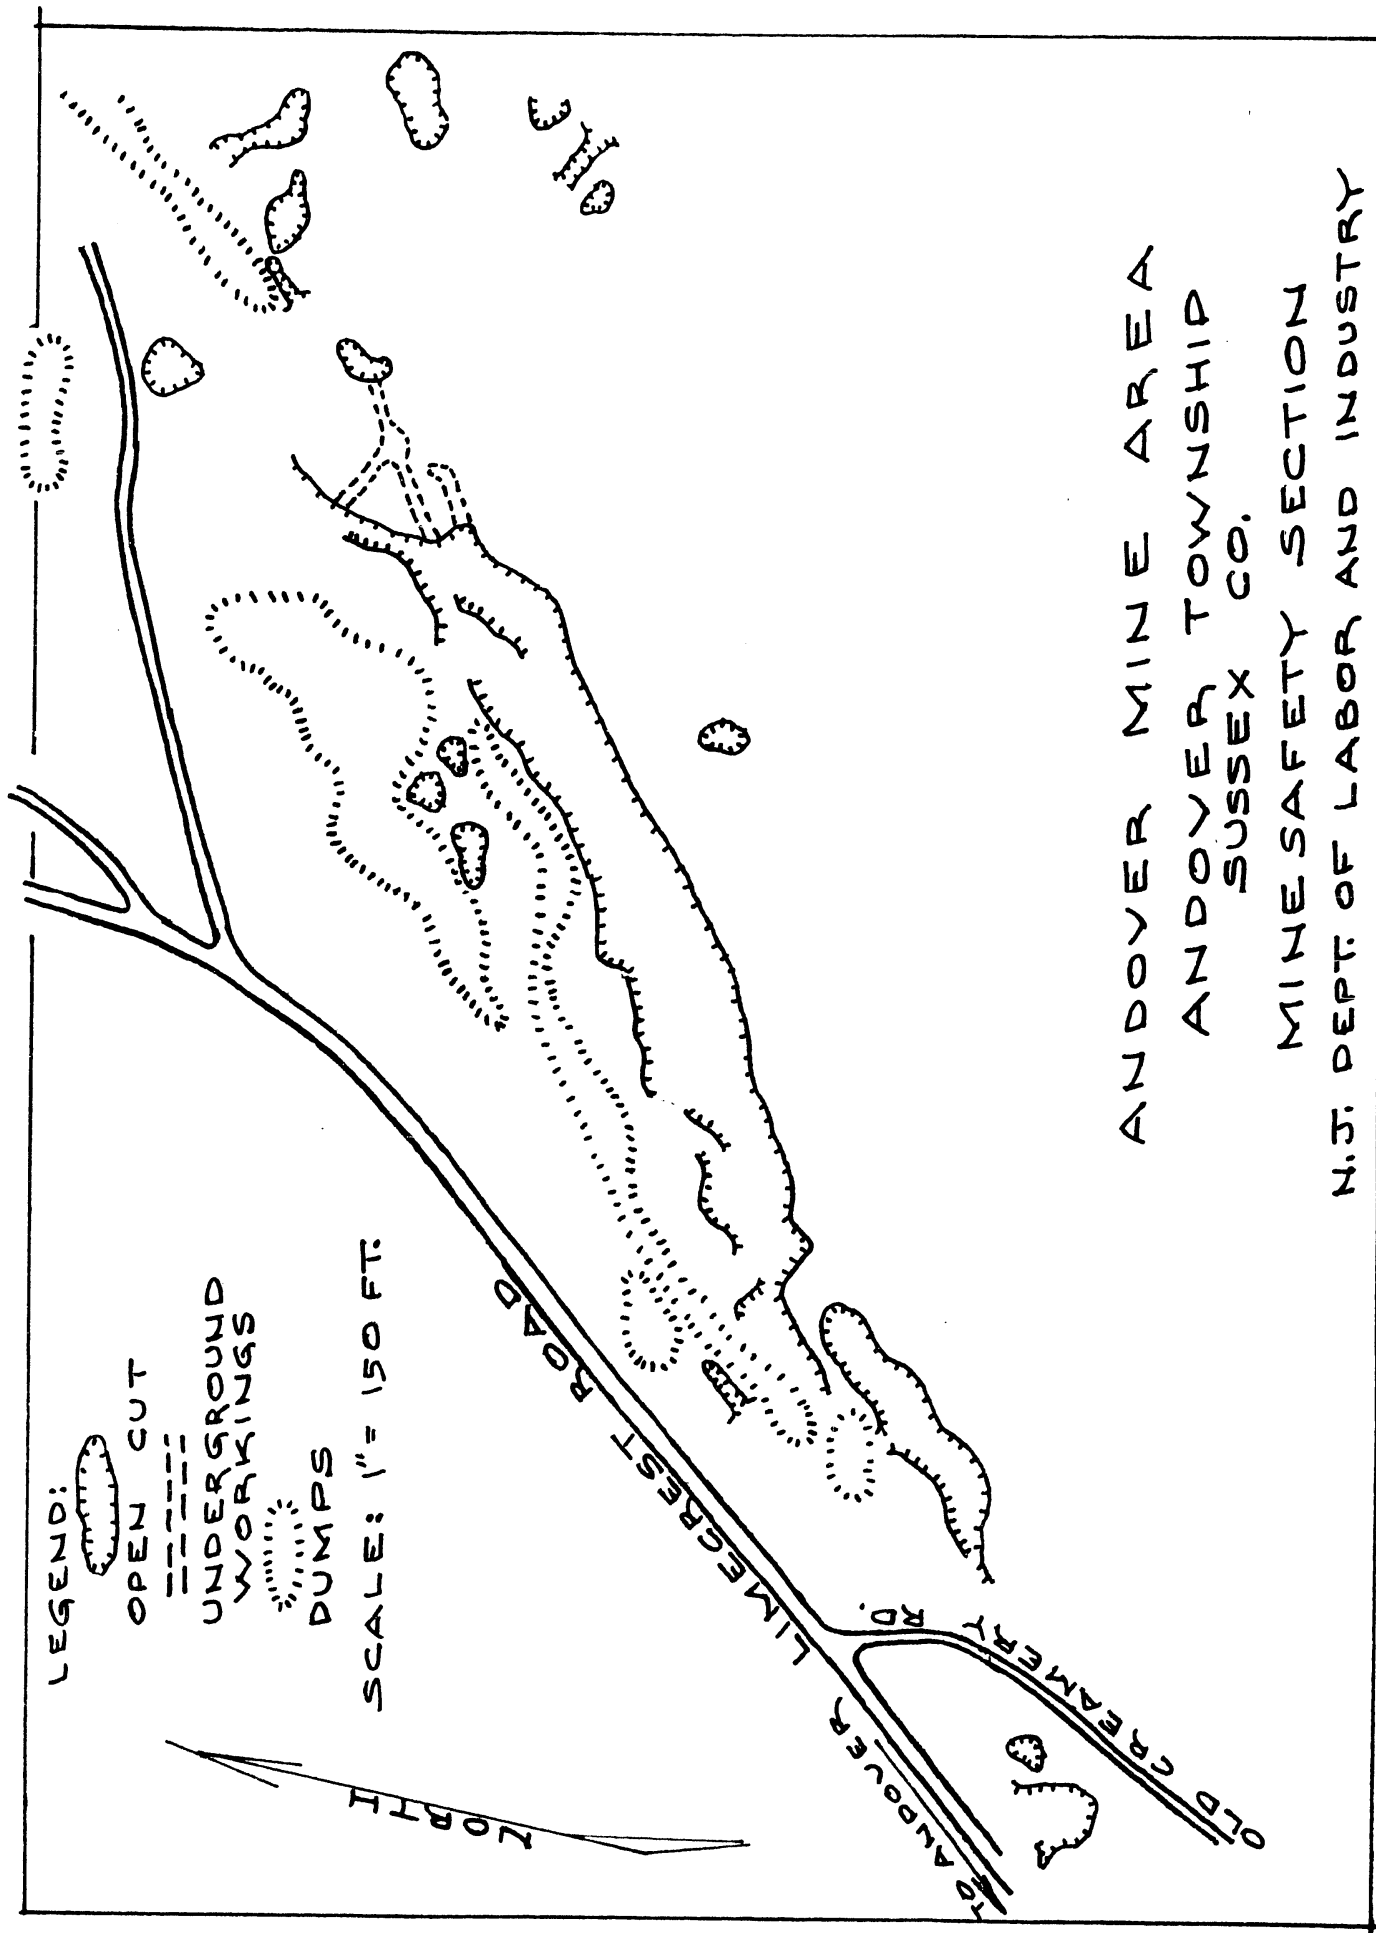 LEGEND:
OPEN CUT
UNDERGROUND
WORKINGS
DUMPS
SCALE: 1" = 150 FT.
NORTH
LIMECREST ROAD
TO ANDOVER
OLD CREAMERY RD.
ANDOVER MINE AREA
ANDOVER TOWNSHIP
SUSSEX CO.
MINE SAFETY SECTION
N.J. DEPT. OF LABOR AND INDUSTRY